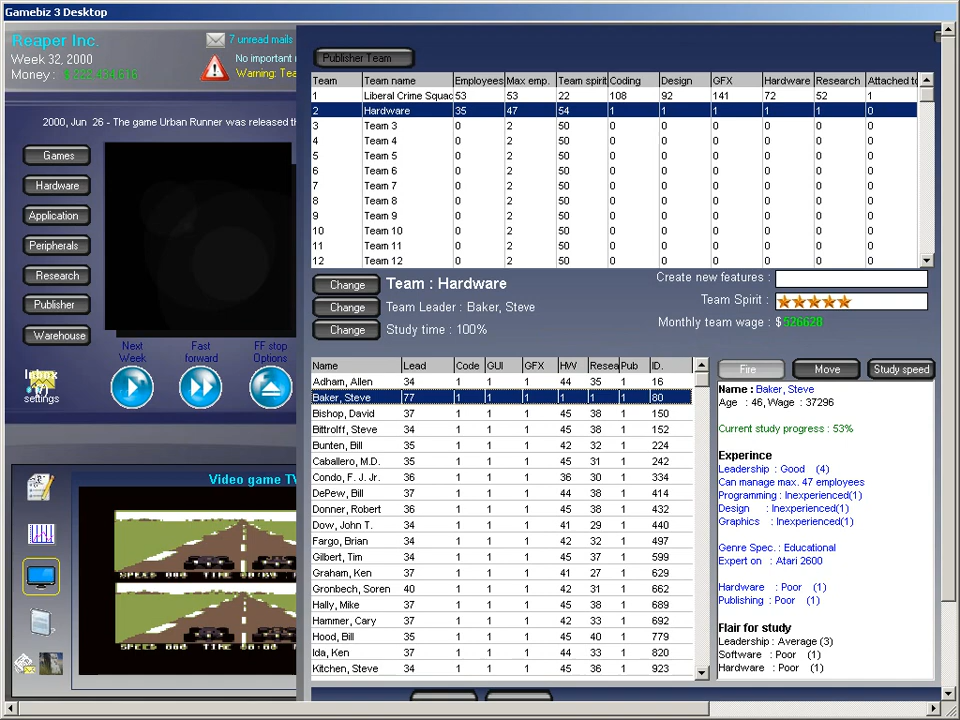 Gamebiz 3 Desktop
Reaper Inc.
Week 32, 2000
Money :
7 unread mails
No important
Warning: Tea
2000, Jun 26 - The game Urban Runner was released th
Games
Hardware
Application
Peripherals
Research
Publisher
Warehouse
Next Week
Fast forward
FF stop Options
Inbox
settings
Video game TV
SPEED 000 TIME
SPEED 000 TIME
Publisher Team
Team Team name Employees Max emp. Team spirit Coding Design GFX Hardware Research Attached to
1 Liberal Crime Squad 53 53 22 108 92 141 72 52 1
2 Hardware 35 47 54 1 1 1 1 1 0
3 Team 3 0 2 50 0 0 0 0 0 0
4 Team 4 0 2 50 0 0 0 0 0 0
5 Team 5 0 2 50 0 0 0 0 0 0
6 Team 6 0 2 50 0 0 0 0 0 0
7 Team 7 0 2 50 0 0 0 0 0 0
8 Team 8 0 2 50 0 0 0 0 0 0
9 Team 9 0 2 50 0 0 0 0 0 0
10 Team 10 0 2 50 0 0 0 0 0 0
11 Team 11 0 2 50 0 0 0 0 0 0
12 Team 12 0 2 50 0 0 0 0 0 0
Change Team : Hardware
Change Team Leader : Baker, Steve
Change Study time : 100%
Create new features :
Team Spirit :
Monthly team wage : $526628
Name Lead Code GUI GFX HW Resea Pub ID.
Adham, Allen 34 1 1 1 44 35 1 16
Baker, Steve 77 1 1 1 1 1 1 80
Bishop, David 37 1 1 1 45 38 1 150
Bittrolff, Steve 34 1 1 1 45 38 1 152
Bunten, Bill 35 1 1 1 42 32 1 224
Caballero, M.D. 35 1 1 1 45 31 1 242
Condo, F. J. Jr. 36 1 1 1 36 30 1 334
DePew, Bill 37 1 1 1 44 38 1 414
Donner, Robert 36 1 1 1 45 38 1 432
Dow, John T. 34 1 1 1 41 29 1 440
Fargo, Brian 34 1 1 1 42 32 1 497
Gilbert, Tim 34 1 1 1 45 37 1 599
Graham, Ken 37 1 1 1 41 27 1 629
Gronbech, Soren 40 1 1 1 42 31 1 662
Hally, Mike 37 1 1 1 45 38 1 689
Hammer, Cary 37 1 1 1 42 33 1 692
Hood, Bill 35 1 1 1 45 40 1 779
Ida, Ken 37 1 1 1 44 33 1 820
Kitchen, Steve 34 1 1 1 45 36 1 923
Fire Move Study speed
Name : Baker, Steve
Age : 46, Wage : 37296
Current study progress : 53%
Experince
Leadership : Good (4)
Can manage max. 47 employees
Programming : Inexperienced(1)
Design : Inexperienced(1)
Graphics : Inexperienced(1)
Genre Spec. : Educational
Expert on : Atari 2600
Hardware : Poor (1)
Publishing : Poor (1)
Flair for study
Leadership : Average (3)
Software : Poor (1)
Hardware : Poor (1)